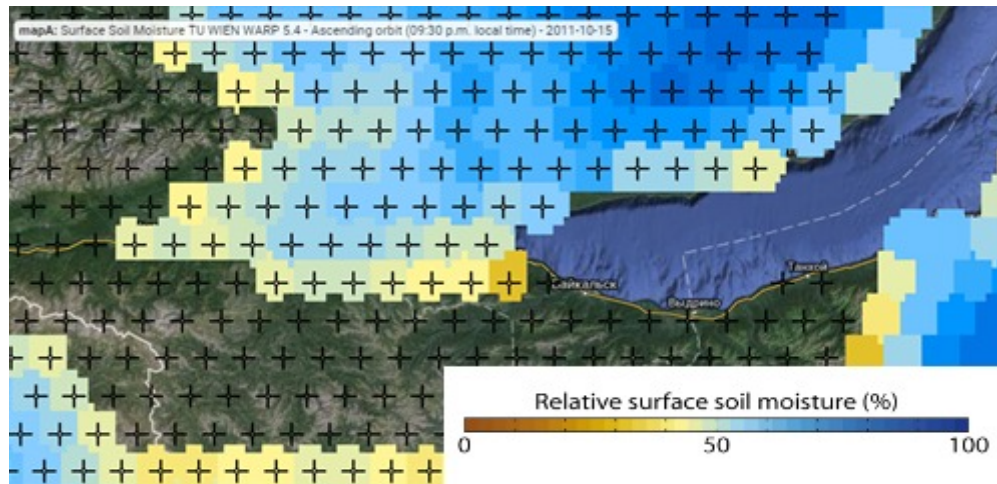 mapA: Surface Soil Moisture TU WIEN WARP 5.4 - Ascending orbit (09:30 p.m. local time) - 2011-10-15
Танхой
Байкальск
Выдрино
Relative surface soil moisture (%)
0 50 100